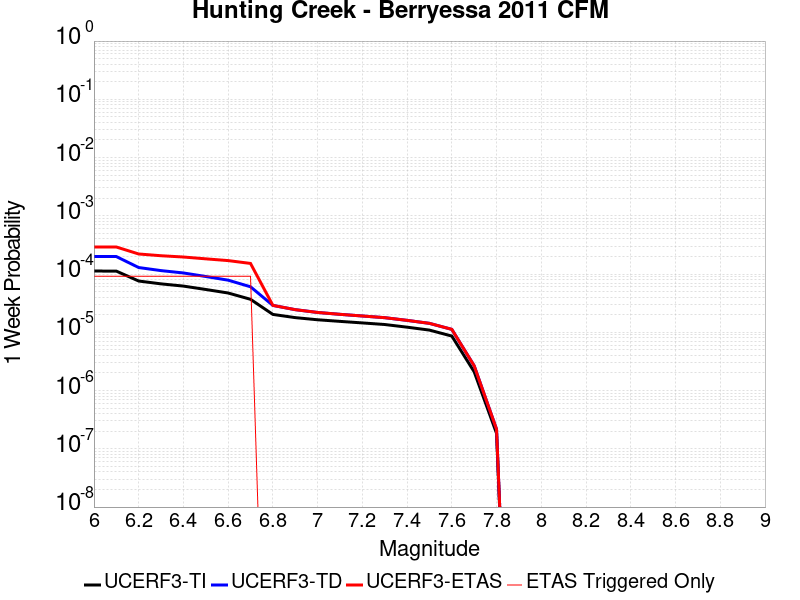 Hunting Creek - Berryessa 2011 CFM
10^0
10^-1
10^-2
10^-3
10^-4
10^-5
10^-6
10^-7
10^-8
1 Week Probability
6 6.2 6.4 6.6 6.8 7 7.2 7.4 7.6 7.8 8 8.2 8.4 8.6 8.8 9
Magnitude
UCERF3-TI UCERF3-TD UCERF3-ETAS ETAS Triggered Only